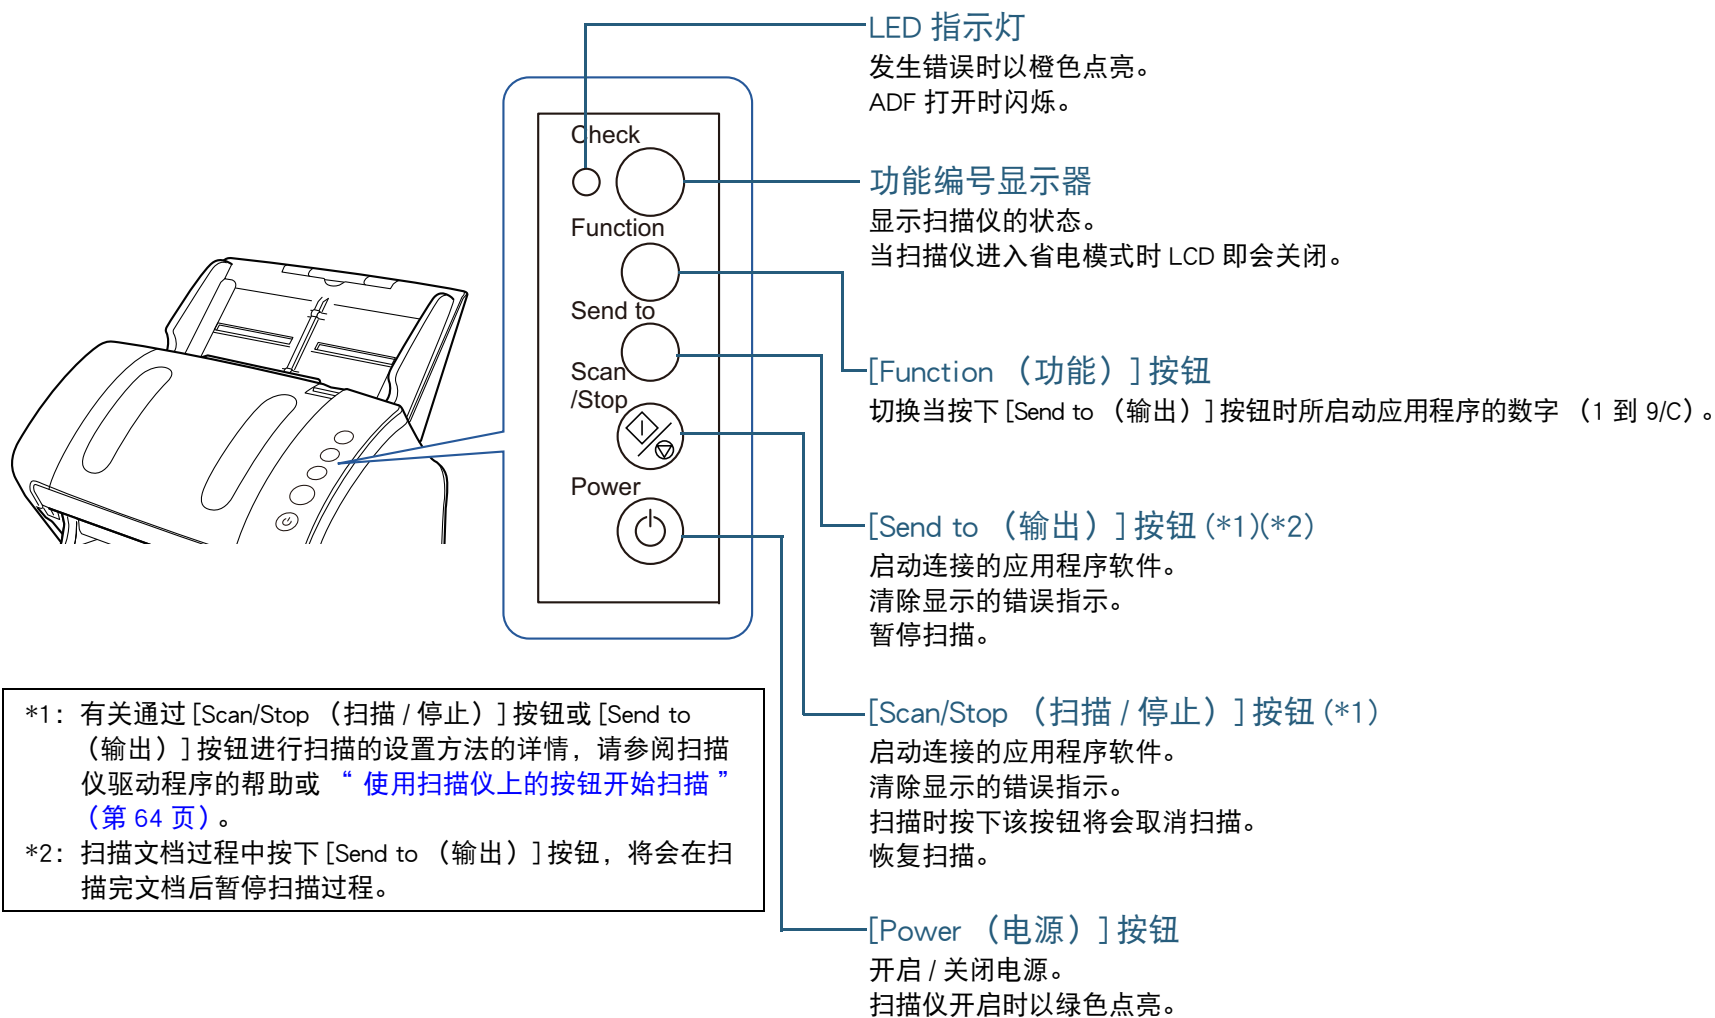 LED 指示灯
发生错误时以橙色点亮。
ADF 打开时闪烁。
Check
功能编号显示器
显示扫描仪的状态。
当扫描仪进入省电模式时 LCD 即会关闭。
Function
Send to
[Function （功能）] 按钮
切换当按下 [Send to （输出）] 按钮时所启动应用程序的数字 （1 到 9/C）。
Scan
/Stop
Power
[Send to （输出）] 按钮 (*1)(*2)
启动连接的应用程序软件。
清除显示的错误指示。
暂停扫描。
[Scan/Stop （扫描 / 停止）] 按钮 (*1)
启动连接的应用程序软件。
清除显示的错误指示。
扫描时按下该按钮将会取消扫描。
恢复扫描。
[Power （电源）] 按钮
开启 / 关闭电源。
扫描仪开启时以绿色点亮。
*1：有关通过 [Scan/Stop （扫描 / 停止）] 按钮或 [Send to
（输出）] 按钮进行扫描的设置方法的详情，请参阅扫描
仪驱动程序的帮助或 “ 使用扫描仪上的按钮开始扫描 ”
（第 64 页）。
*2：扫描文档过程中按下 [Send to （输出）] 按钮，将会在扫
描完文档后暂停扫描过程。